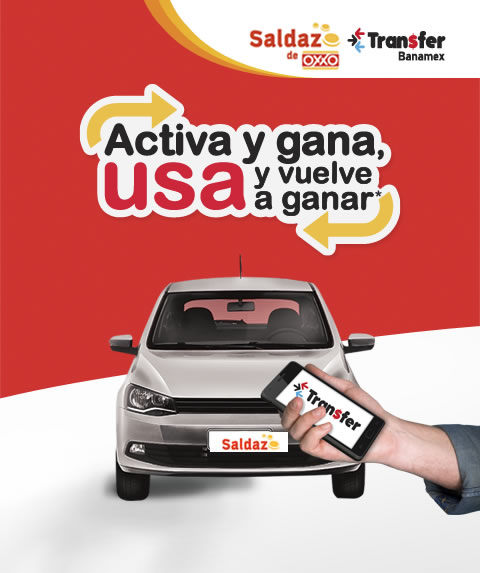 Saldazo
de OXXO
Transfer
Banamex
Activa y gana,
usa y vuelve
a ganar*
Transfer
Saldazo